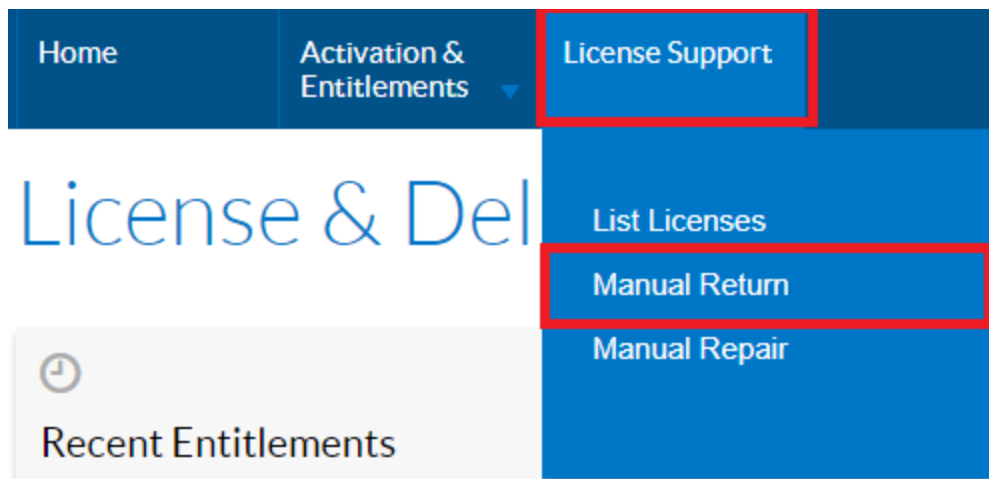 Home
Activation &
Entitlements
License Support
License & Del
List Licenses
Manual Return
Manual Repair
Recent Entitlements